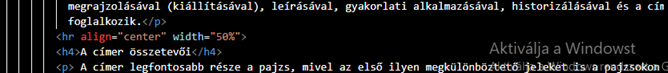 megrajzolásával (kiállításával), leírásával, gyakorlati alkalmazásával, historizálásával és a cím
foglalkozik.</p>
<hr align="center" width="50%">
<h4>A címer összetevői</h4>
Aktiválja a Windowst
<p> A címer legfontosabb része a pajzs, mivel az első ilyen megkülönböztető jelekét is a pajzsokon